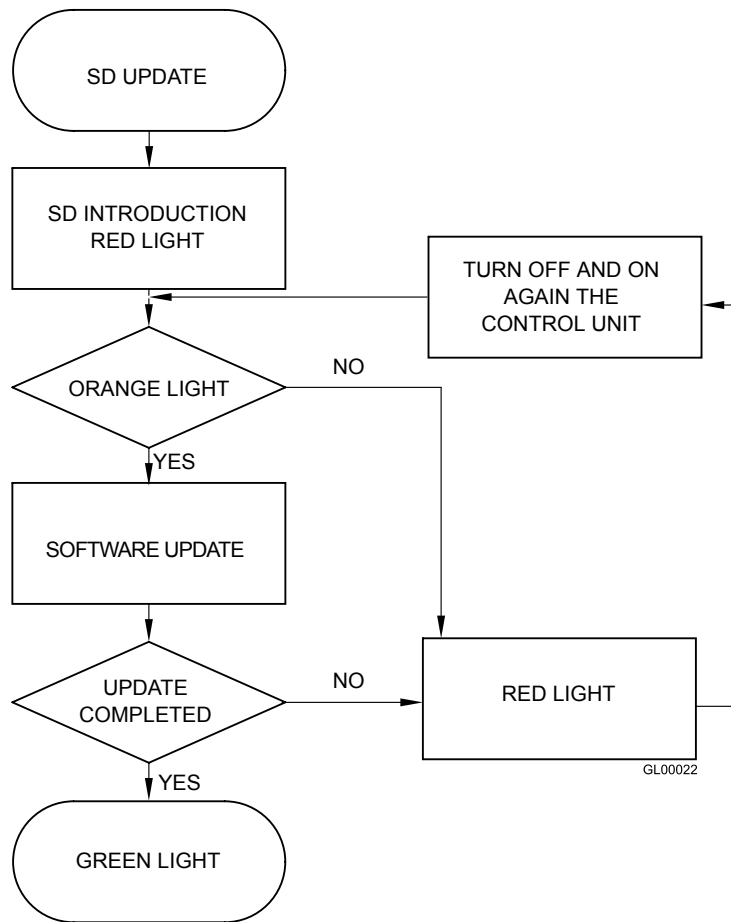 SD UPDATE
SD INTRODUCTION
RED LIGHT
TURN OFF AND ON
AGAIN THE
CONTROL UNIT
ORANGE LIGHT
NO
YES
SOFTWARE UPDATE
UPDATE
COMPLETED
NO
RED LIGHT
GL00022
YES
GREEN LIGHT